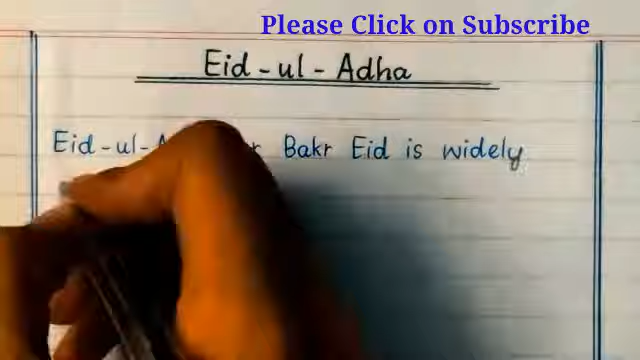 Please Click on Subscribe
Eid-ul-Adha
Eid-ul- Bakr Eid is widely